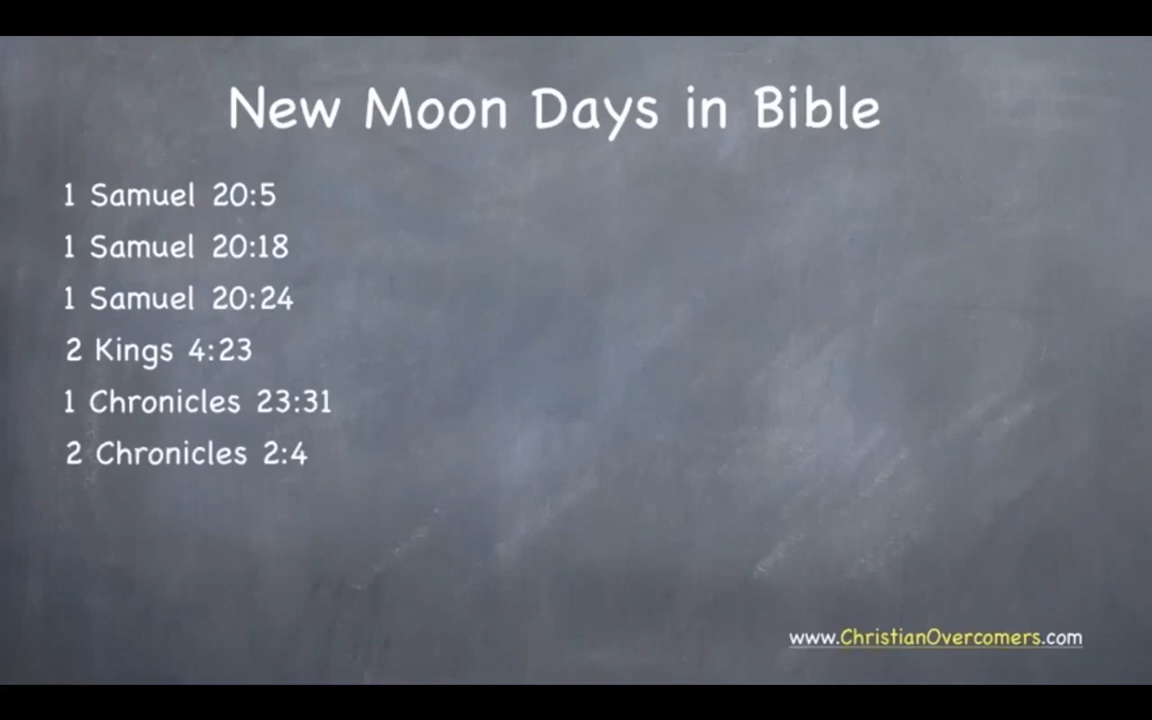 New Moon Days in Bible
1 Samuel 20:5
1 Samuel 20:18
1 Samuel 20:24
2 Kings 4:23
1 Chronicles 23:31
2 Chronicles 2:4
www.ChristianOvercomers.com